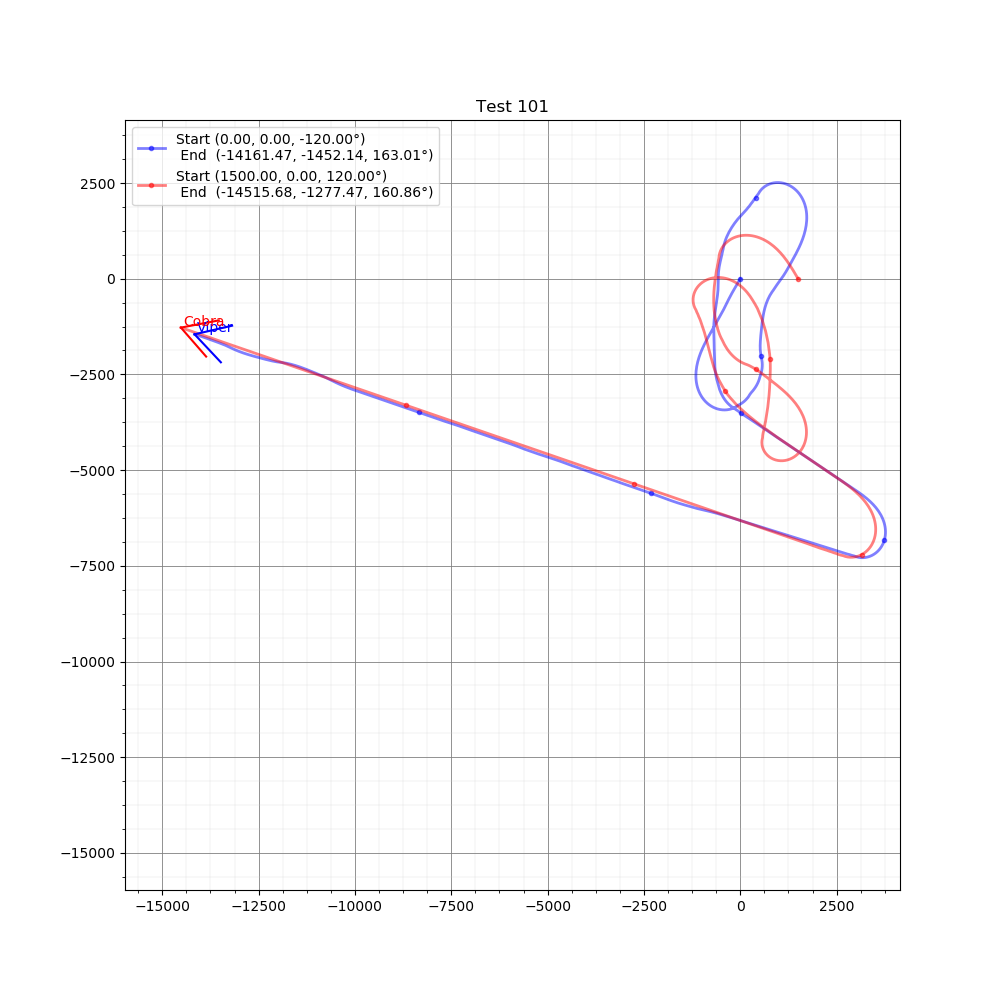 Test 101
Start (0.00, 0.00, -120.00°)
End (-14161.47, -1452.14, 163.01°)
Start (1500.00, 0.00, 120.00°)
End (-14515.68, -1277.47, 160.86°)
2500
0
−2500
−5000
−7500
−10000
−12500
−15000
Cobra
Viper
−15000 −12500 −10000 −7500 −5000 −2500 0 2500